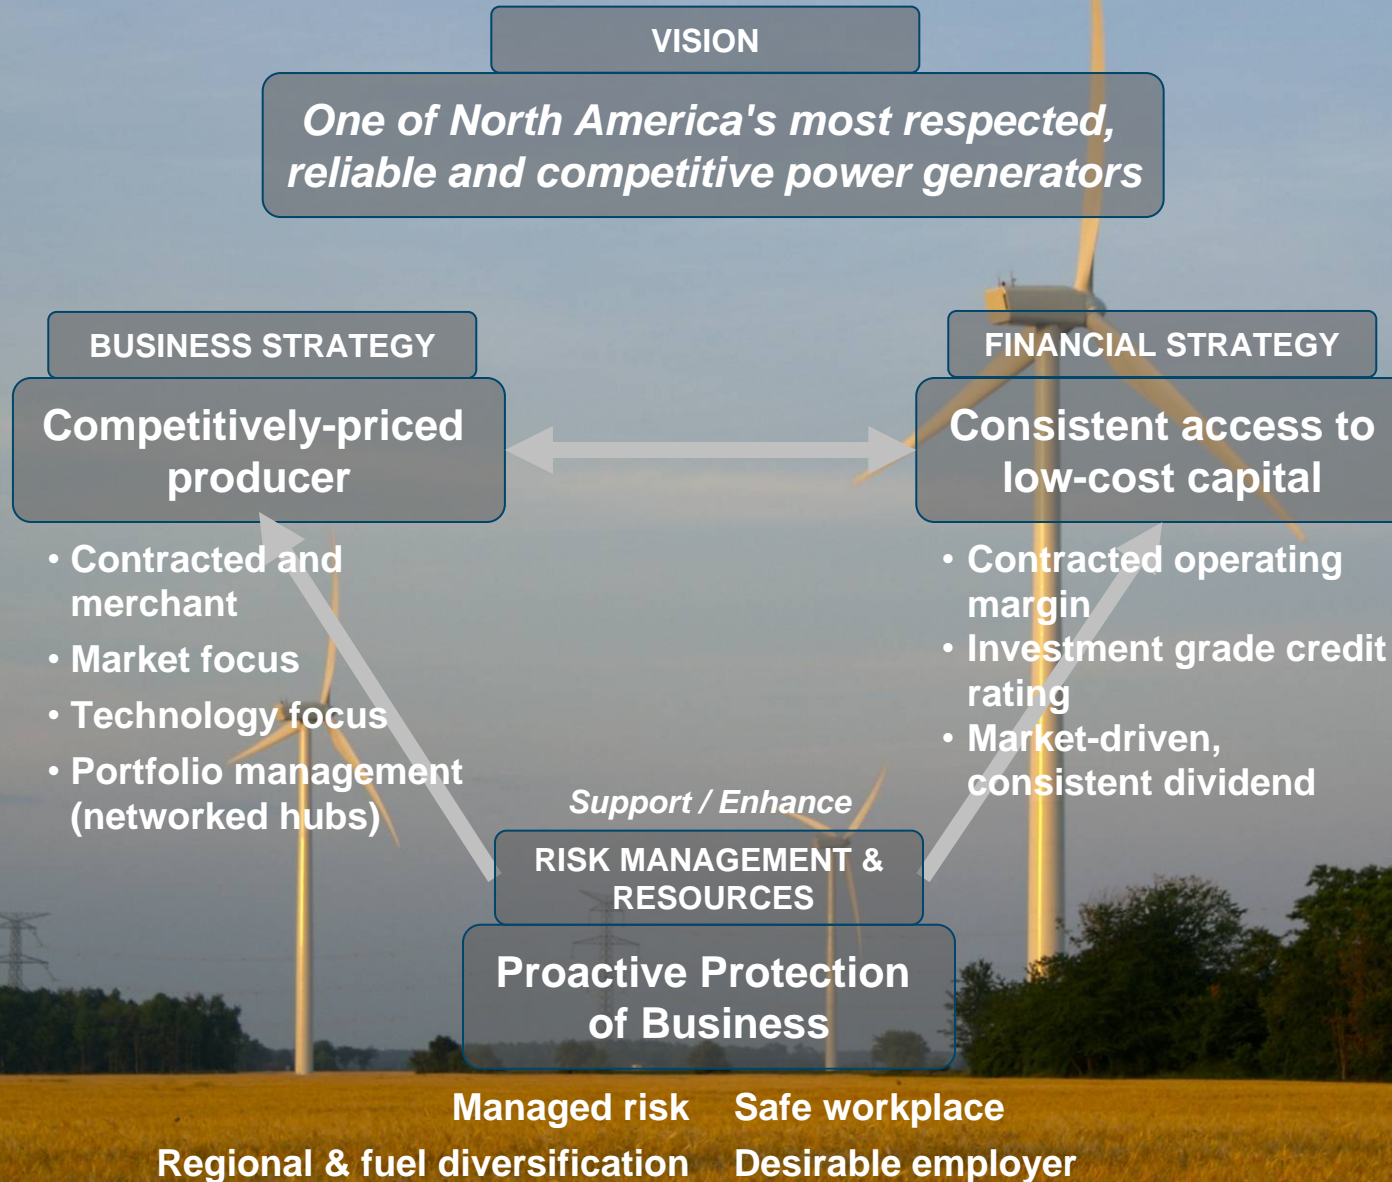 VISION
One of North America's most respected,
reliable and competitive power generators
BUSINESS STRATEGY
Competitively-priced
producer
• Contracted and
merchant
• Market focus
• Technology focus
• Portfolio management
(networked hubs)
FINANCIAL STRATEGY
Consistent access to
low-cost capital
• Contracted operating
margin
• Investment grade credit
rating
• Market-driven,
consistent dividend
Support / Enhance
RISK MANAGEMENT &
RESOURCES
Proactive Protection
of Business
Managed risk Safe workplace
Regional & fuel diversification Desirable employer